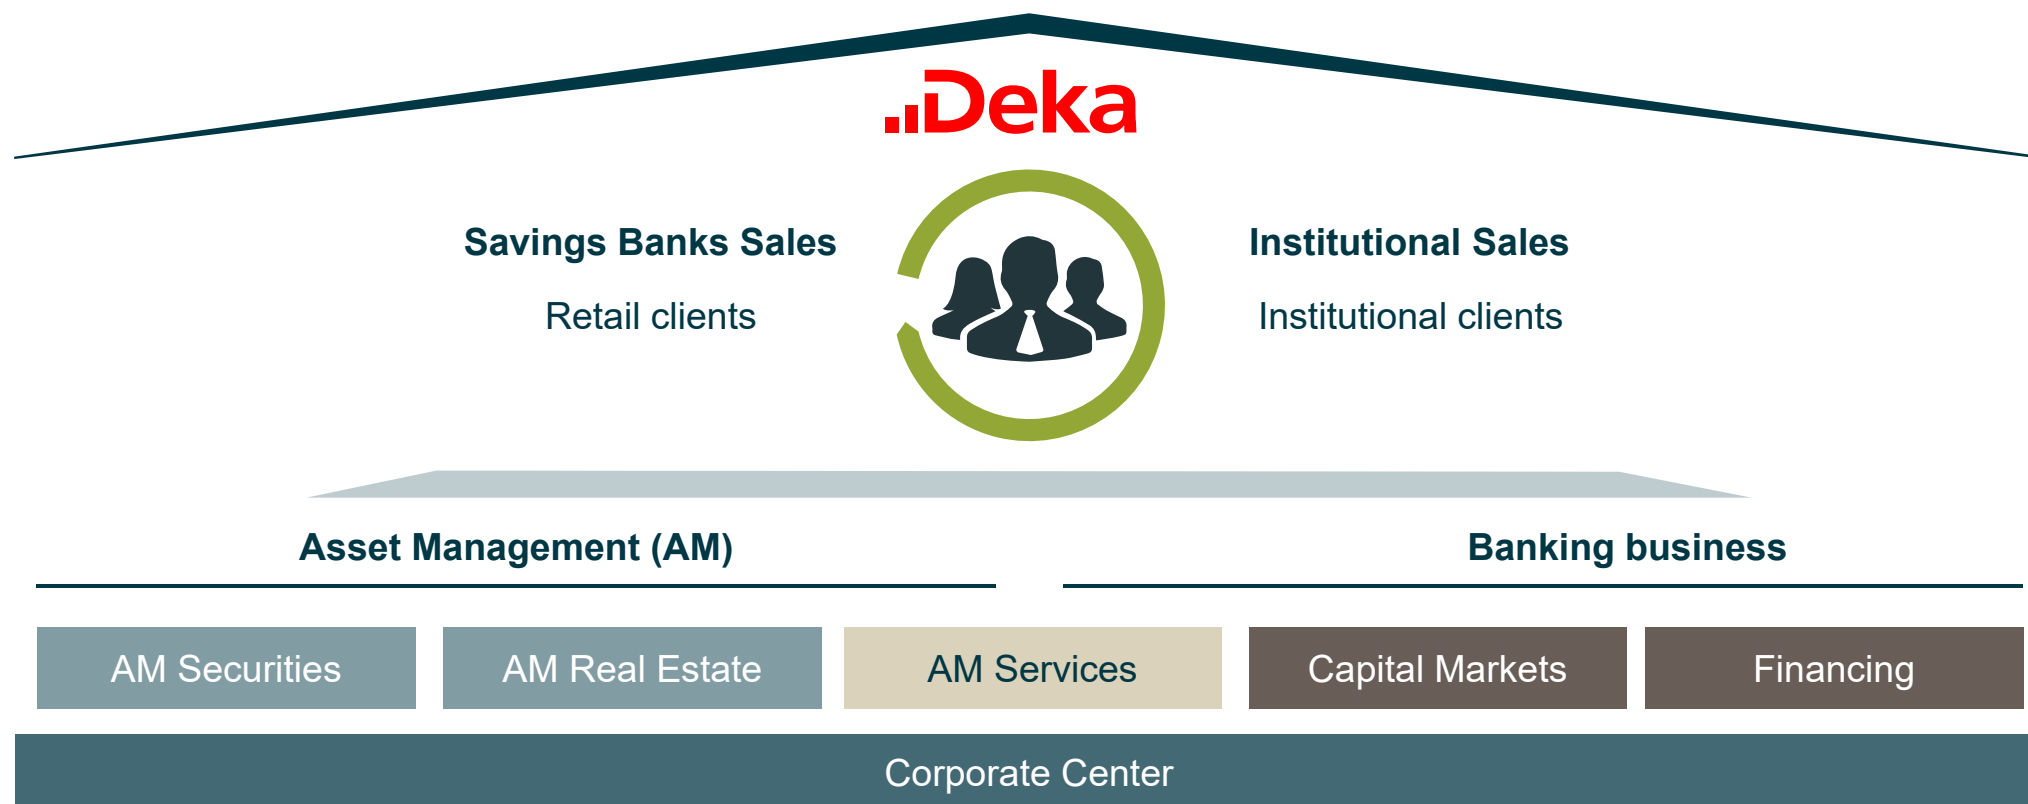 Deka
Savings Banks Sales
Institutional Sales
Retail clients
Institutional clients
Asset Management (AM)
Banking business
AM Securities
AM Real Estate
AM Services
Capital Markets
Financing
Corporate Center